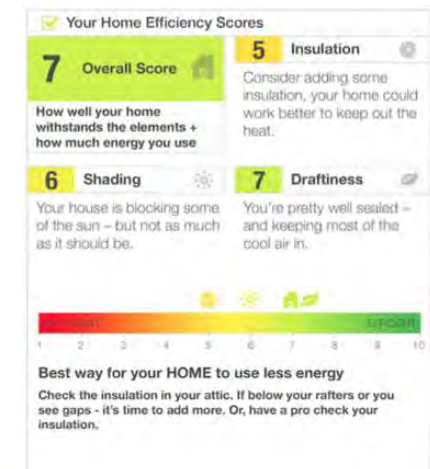 Your Home Efficiency Scores
7 Overall Score
How well your home
withstands the elements +
how much energy you use
5 Insulation
Consider adding some
insulation, your home could
work better to keep out the
heat.
6 Shading
Your house is blocking some
of the sun – but not as much
as it should be.
7 Draftiness
You're pretty well sealed –
and keeping most of the
cool air in.
1 2 3 4 5 6 7 8 9 10
Best way for your HOME to use less energy
Check the insulation in your attic. If below your rafters or you
see gaps - it's time to add more. Or, have a pro check your
insulation.